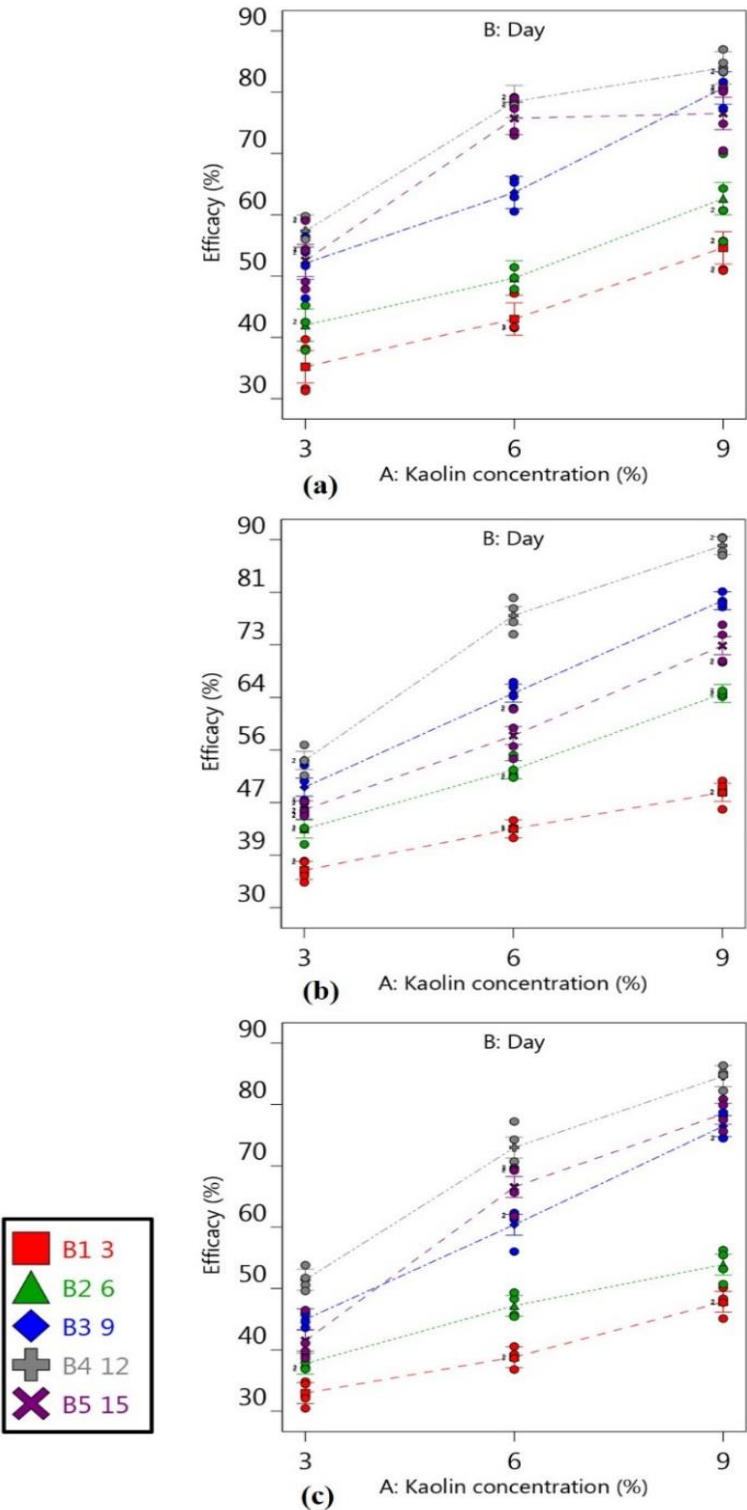 B: Day
90
80
70
60
50
40
30
Efficacy (%)
3
6
9
A: Kaolin concentration (%)
(a)
B: Day
90
81
73
64
56
47
39
30
Efficacy (%)
3
6
9
A: Kaolin concentration (%)
(b)
B: Day
90
80
70
60
50
40
30
Efficacy (%)
3
6
9
A: Kaolin concentration (%)
(c)
B1 3
B2 6
B3 9
B4 12
B5 15